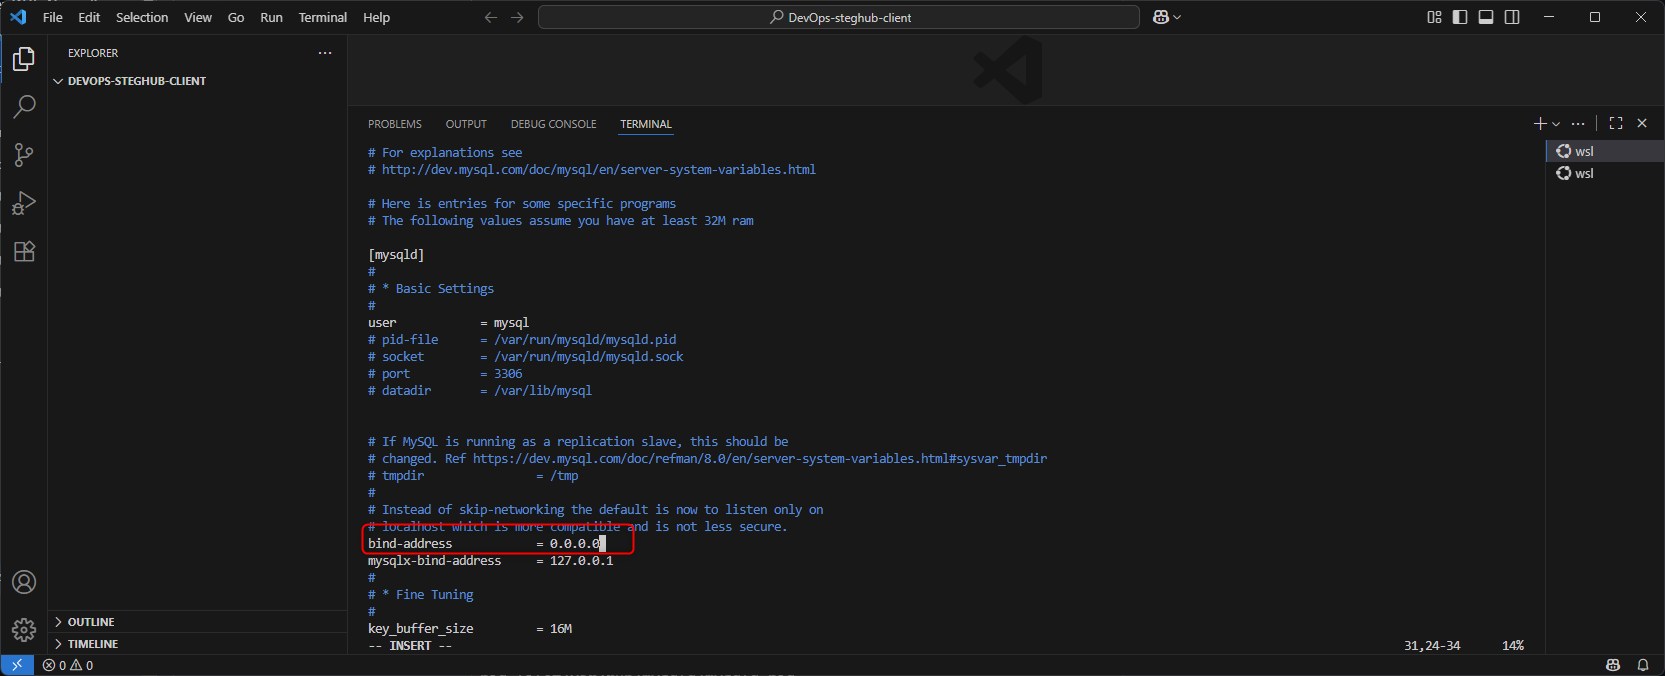 File Edit Selection View Go Run Terminal Help
DevOps-steghub-client
EXPLORER
DEVOPS-STEGHUB-CLIENT
OUTLINE
TIMELINE
PROBLEMS OUTPUT DEBUG CONSOLE TERMINAL
# For explanations see
# http://dev.mysql.com/doc/mysql/en/server-system-variables.html
# Here is entries for some specific programs
# The following values assume you have at least 32M ram
[mysqld]
#
# * Basic Settings
#
user = mysql
# pid-file = /var/run/mysqld/mysqld.pid
# socket = /var/run/mysqld/mysqld.sock
# port = 3306
# datadir = /var/lib/mysql
# If MySQL is running as a replication slave, this should be
# changed. Ref https://dev.mysql.com/doc/refman/8.0/en/server-system-variables.html#sysvar_tmpdir
# tmpdir = /tmp
#
# Instead of skip-networking the default is now to listen only on
# localhost which is more compatible and is not less secure.
bind-address = 0.0.0.0
mysqlx-bind-address = 127.0.0.1
#
# * Fine Tuning
#
key_buffer_size = 16M
-- INSERT -- 31,24-34 14%
wsl
wsl
0 0